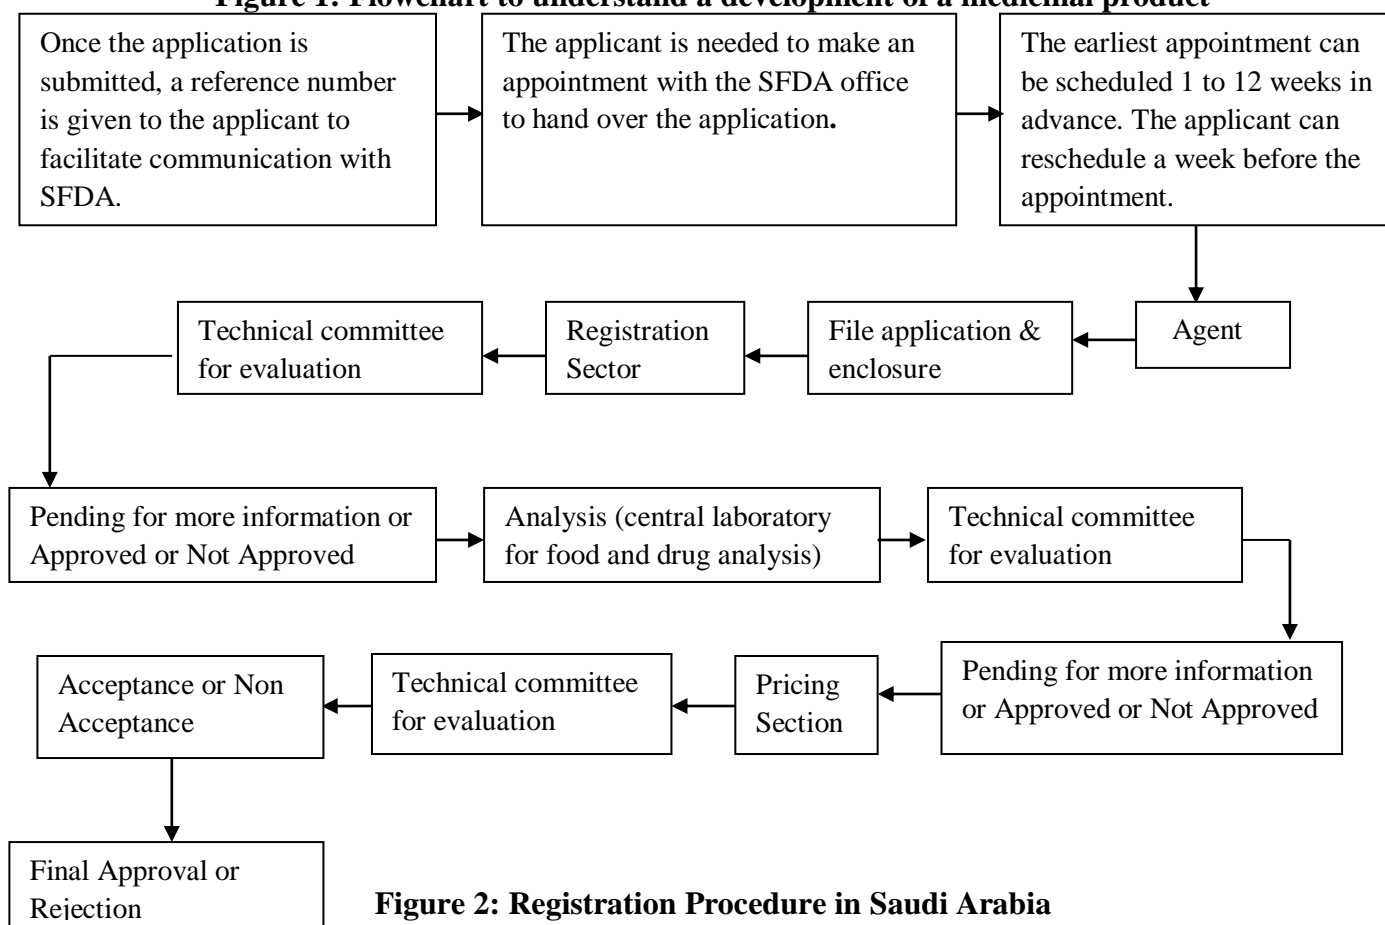 Figure 1: Flowchart to understand a development of a medicinal product
Once the application is
submitted, a reference number
is given to the applicant to
facilitate communication with
SFDA.
The applicant is needed to make an
appointment with the SFDA office
to hand over the application.
The earliest appointment can
be scheduled 1 to 12 weeks in
advance. The applicant can
reschedule a week before the
appointment.
Agent
File application &
enclosure
Registration
Sector
Technical committee
for evaluation
Pending for more information or
Approved or Not Approved
Analysis (central laboratory
for food and drug analysis)
Technical committee
for evaluation
Pending for more information
or Approved or Not Approved
Pricing
Section
Technical committee
for evaluation
Acceptance or Non
Acceptance
Final Approval or
Rejection
Figure 2: Registration Procedure in Saudi Arabia